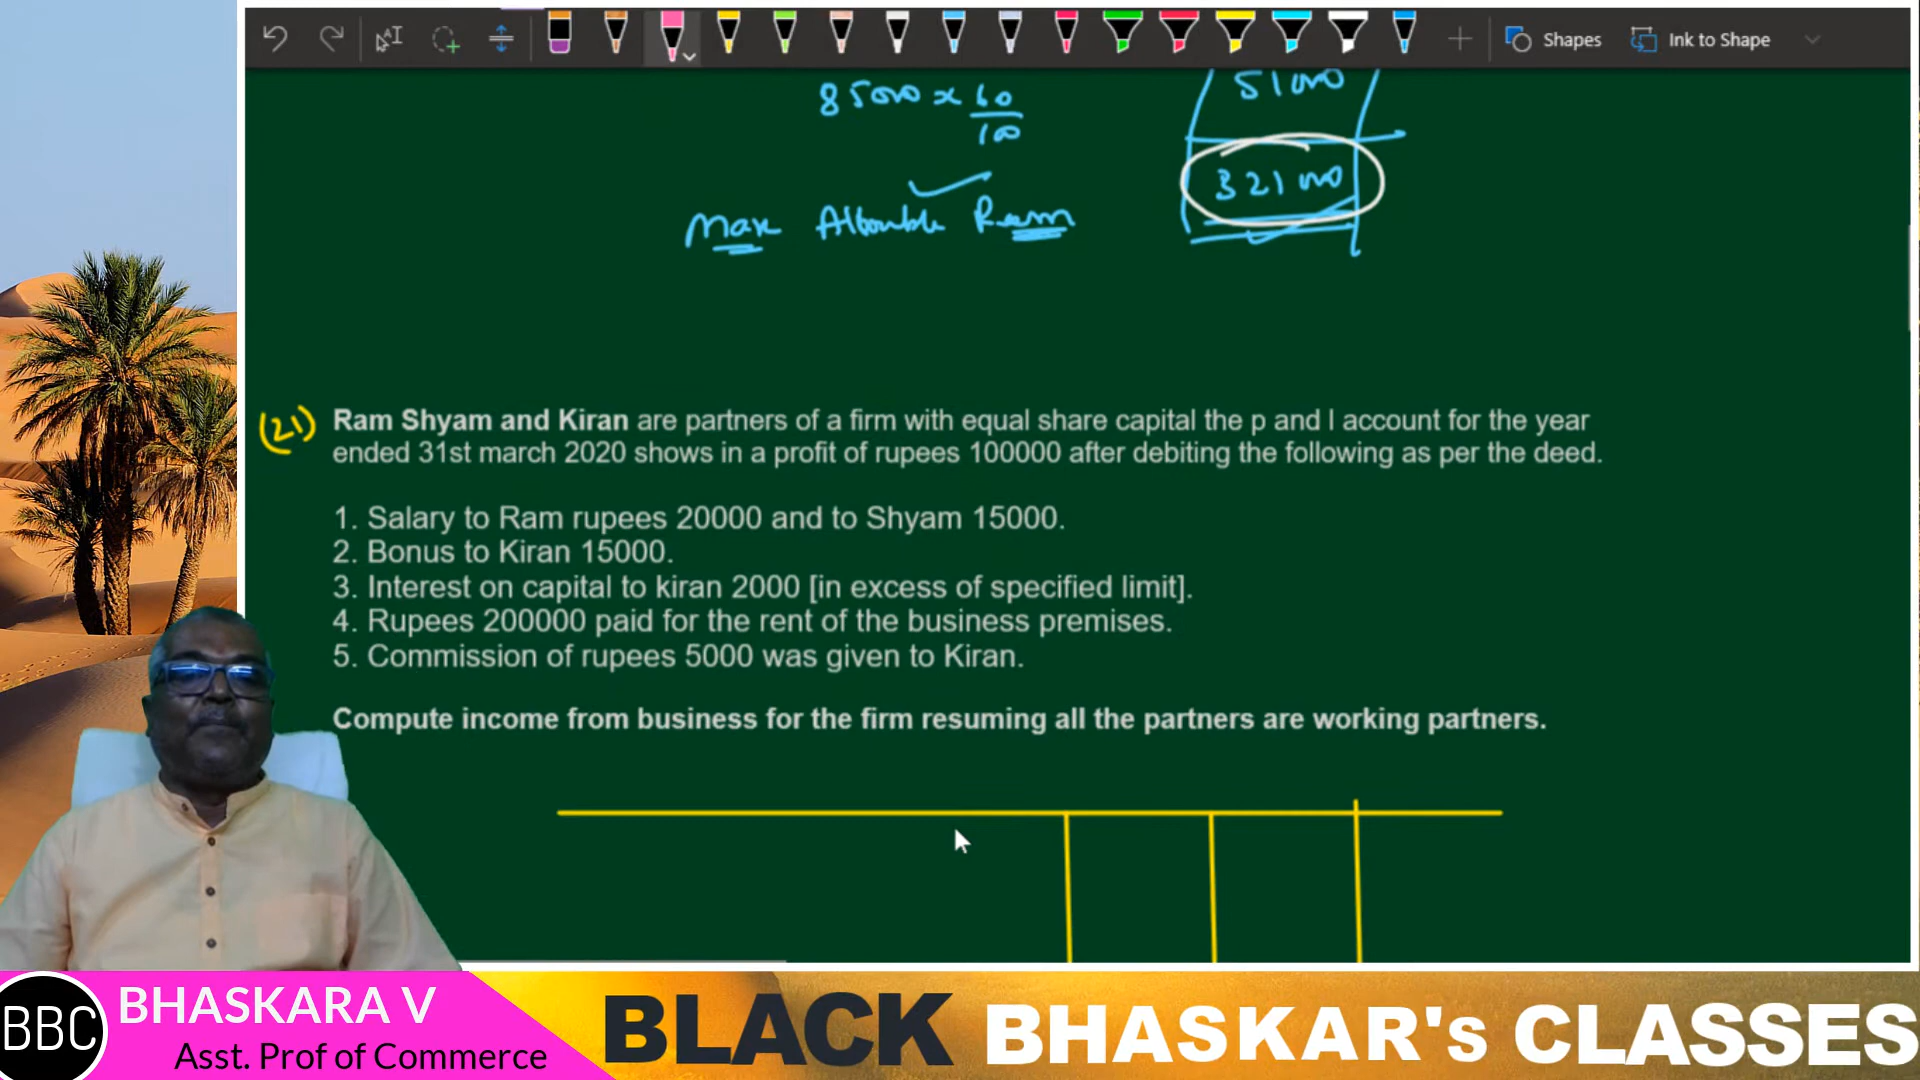 Shapes
Ink to Shape
85000 x 60
100
51000
321000
Max Allowable Rem
(21) Ram Shyam and Kiran are partners of a firm with equal share capital the p and l account for the year
ended 31st march 2020 shows in a profit of rupees 100000 after debiting the following as per the deed.
1. Salary to Ram rupees 20000 and to Shyam 15000.
2. Bonus to Kiran 15000.
3. Interest on capital to kiran 2000 [in excess of specified limit].
4. Rupees 200000 paid for the rent of the business premises.
5. Commission of rupees 5000 was given to Kiran.
Compute income from business for the firm resuming all the partners are working partners.
BBC
BHASKARA V
Asst. Prof of Commerce
BLACK BHASKAR's CLASSES